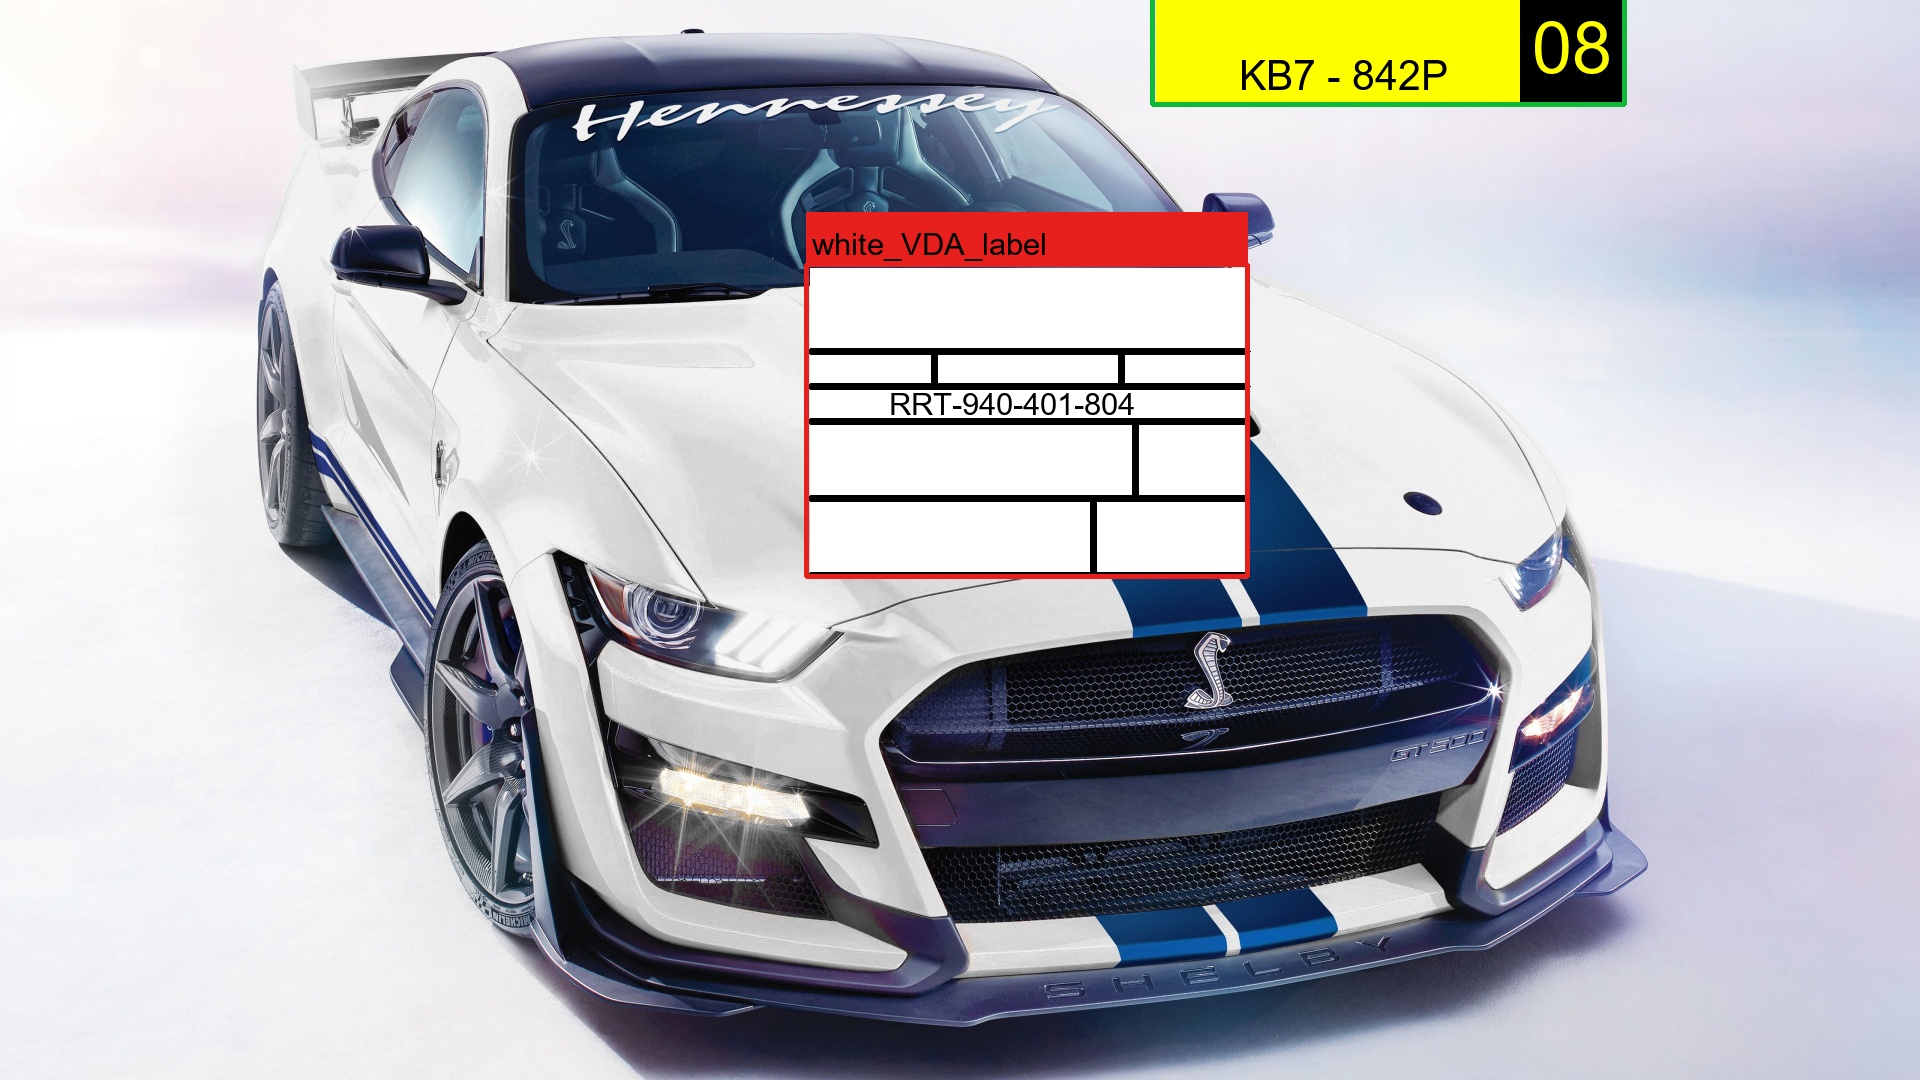 KB7 - 842P
08
Hennessey
white_VDA_label
RRT-940-401-804
GT500
SHELBY